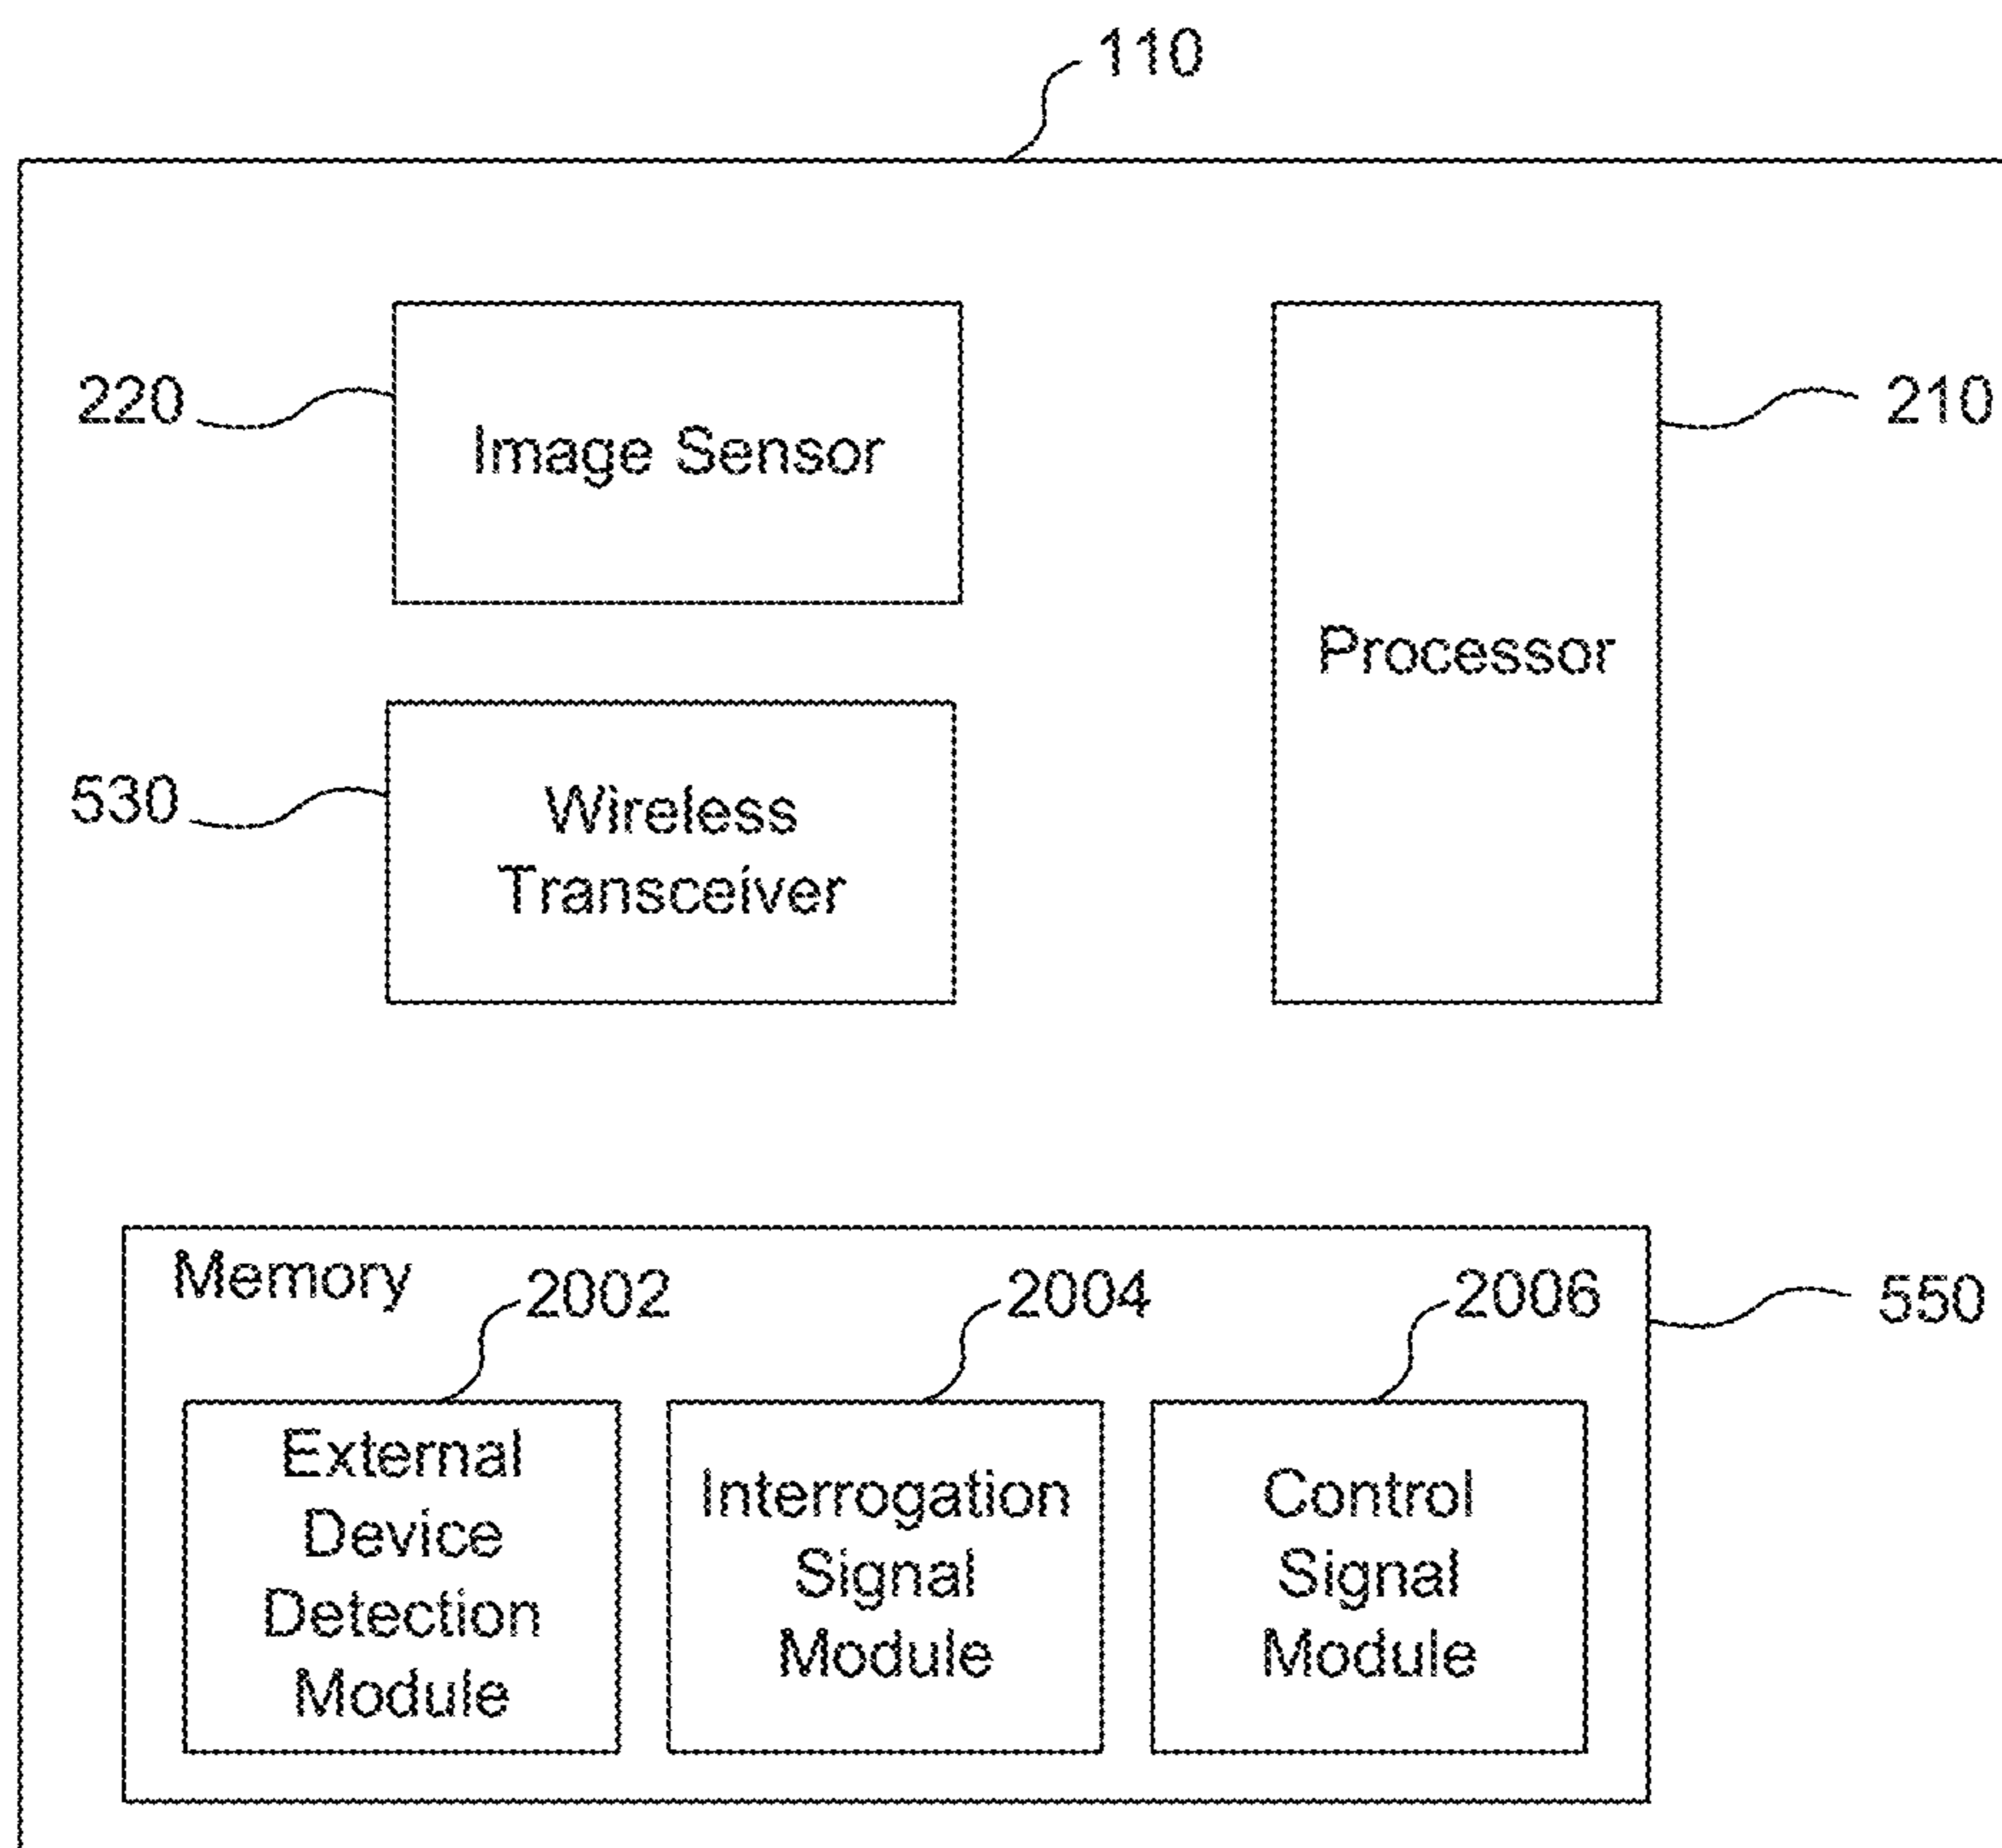 110
220
Image Sensor
210
Processor
530
Wireless
Transceiver
Memory
2002
2004
2006
550
External
Device
Detection
Module
Interrogation
Signal
Module
Control
Signal
Module